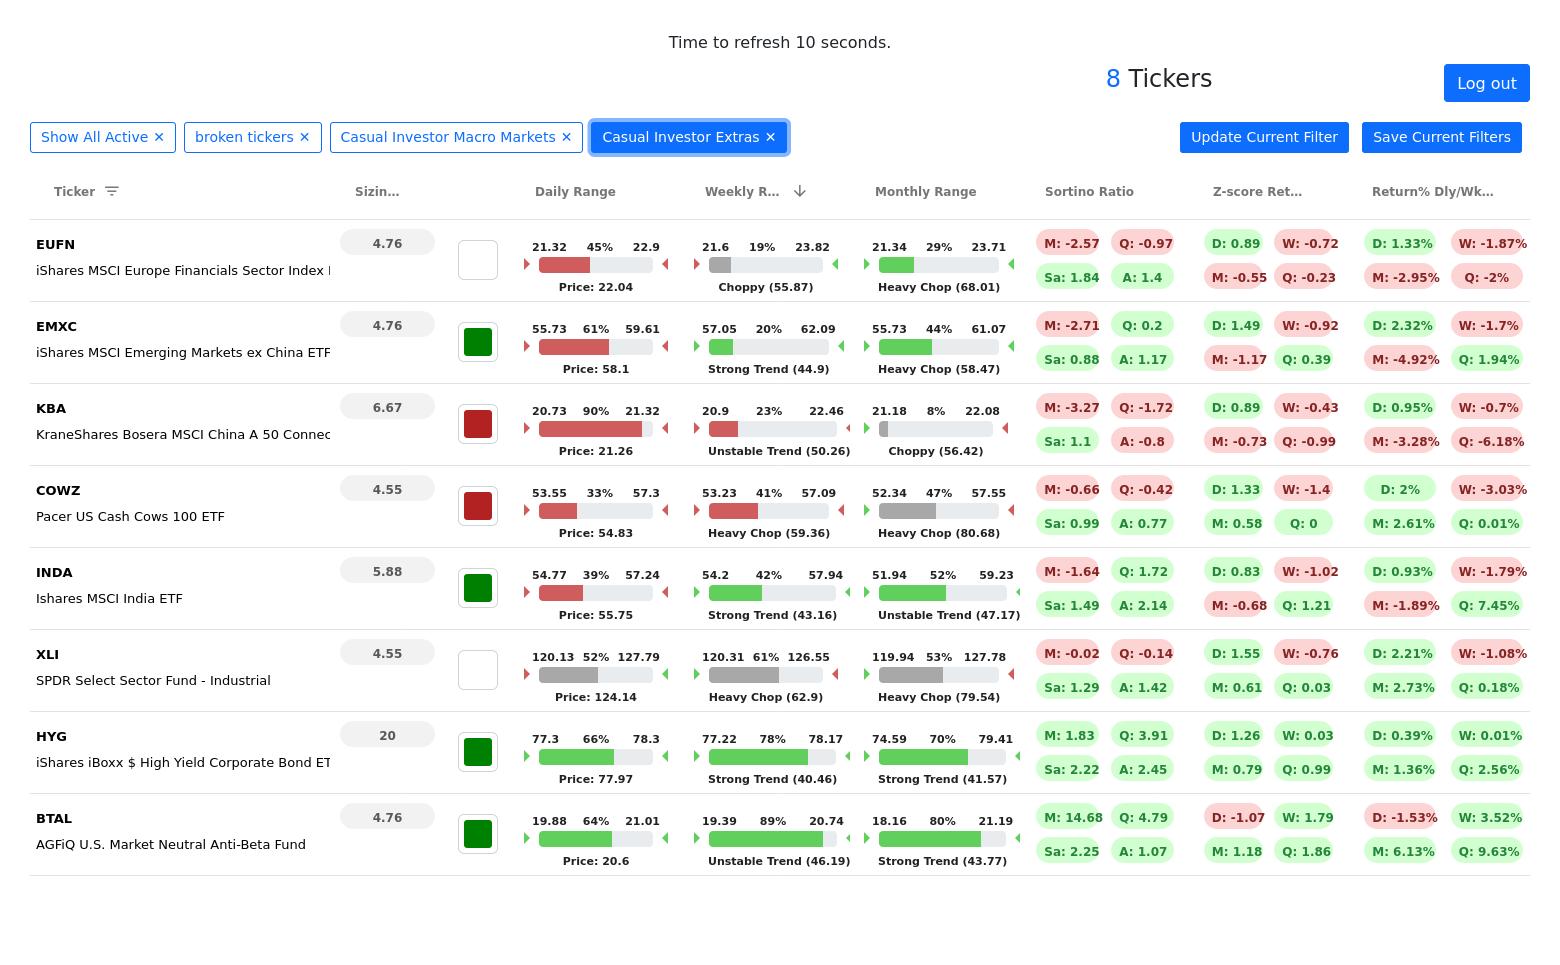 Time to refresh 10 seconds.
8 Tickers
Log out
Show All Active ✕ broken tickers ✕ Casual Investor Macro Markets ✕ Casual Investor Extras ✕ Update Current Filter Save Current Filters
Ticker Sizin… Daily Range Weekly R… Monthly Range Sortino Ratio Z-score Ret… Return% Dly/Wk…
EUFN 4.76 21.32 45% 22.9 21.6 19% 23.82 21.34 29% 23.71 M: -2.57 Q: -0.97 D: 0.89 W: -0.72 D: 1.33% W: -1.87%
iShares MSCI Europe Financials Sector Index Sa: 1.84 A: 1.4 M: -0.55 Q: -0.23 M: -2.95% Q: -2%
Price: 22.04 Choppy (55.87) Heavy Chop (68.01)
EMXC 4.76 55.73 61% 59.61 57.05 20% 62.09 55.73 44% 61.07 M: -2.71 Q: 0.2 D: 1.49 W: -0.92 D: 2.32% W: -1.7%
iShares MSCI Emerging Markets ex China ETF Sa: 0.88 A: 1.17 M: -1.17 Q: 0.39 M: -4.92% Q: 1.94%
Price: 58.1 Strong Trend (44.9) Heavy Chop (58.47)
KBA 6.67 20.73 90% 21.32 20.9 23% 22.46 21.18 8% 22.08 M: -3.27 Q: -1.72 D: 0.89 W: -0.43 D: 0.95% W: -0.7%
KraneShares Bosera MSCI China A 50 Connec Sa: 1.1 A: -0.8 M: -0.73 Q: -0.99 M: -3.28% Q: -6.18%
Price: 21.26 Unstable Trend (50.26) Choppy (56.42)
COWZ 4.55 53.55 33% 57.3 53.23 41% 57.09 52.34 47% 57.55 M: -0.66 Q: -0.42 D: 1.33 W: -1.4 D: 2% W: -3.03%
Pacer US Cash Cows 100 ETF Sa: 0.99 A: 0.77 M: 0.58 Q: 0 M: 2.61% Q: 0.01%
Price: 54.83 Heavy Chop (59.36) Heavy Chop (80.68)
INDA 5.88 54.77 39% 57.24 54.2 42% 57.94 51.94 52% 59.23 M: -1.64 Q: 1.72 D: 0.83 W: -1.02 D: 0.93% W: -1.79%
Ishares MSCI India ETF Sa: 1.49 A: 2.14 M: -0.68 Q: 1.21 M: -1.89% Q: 7.45%
Price: 55.75 Strong Trend (43.16) Unstable Trend (47.17)
XLI 4.55 120.13 52% 127.79 120.31 61% 126.55 119.94 53% 127.78 M: -0.02 Q: -0.14 D: 1.55 W: -0.76 D: 2.21% W: -1.08%
SPDR Select Sector Fund - Industrial Sa: 1.29 A: 1.42 M: 0.61 Q: 0.03 M: 2.73% Q: 0.18%
Price: 124.14 Heavy Chop (62.9) Heavy Chop (79.54)
HYG 20 77.3 66% 78.3 77.22 78% 78.17 74.59 70% 79.41 M: 1.83 Q: 3.91 D: 1.26 W: 0.03 D: 0.39% W: 0.01%
iShares iBoxx $ High Yield Corporate Bond ET Sa: 2.22 A: 2.45 M: 0.79 Q: 0.99 M: 1.36% Q: 2.56%
Price: 77.97 Strong Trend (40.46) Strong Trend (41.57)
BTAL 4.76 19.88 64% 21.01 19.39 89% 20.74 18.16 80% 21.19 M: 14.68 Q: 4.79 D: -1.07 W: 1.79 D: -1.53% W: 3.52%
AGFiQ U.S. Market Neutral Anti-Beta Fund Sa: 2.25 A: 1.07 M: 1.18 Q: 1.86 M: 6.13% Q: 9.63%
Price: 20.6 Unstable Trend (46.19) Strong Trend (43.77)